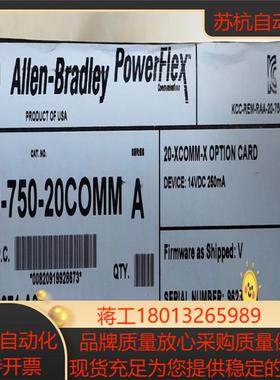 苏杭自动
Allen-Bradley PowerFlex
Communications
PRODUCT OF USA
KCC-REM-RAA-20-750
CAT. NO.
-750-20COMM A
20-XCOMM-X OPTION CARD
DEVICE: 14VDC 250mA
P.C.
QTY.
Firmware as Shipped: V
SERIAL NUMBER: 9623
自动化
蒋工18013265989
品牌质量放心采购质量
开票
现货充足为您提供稳定的